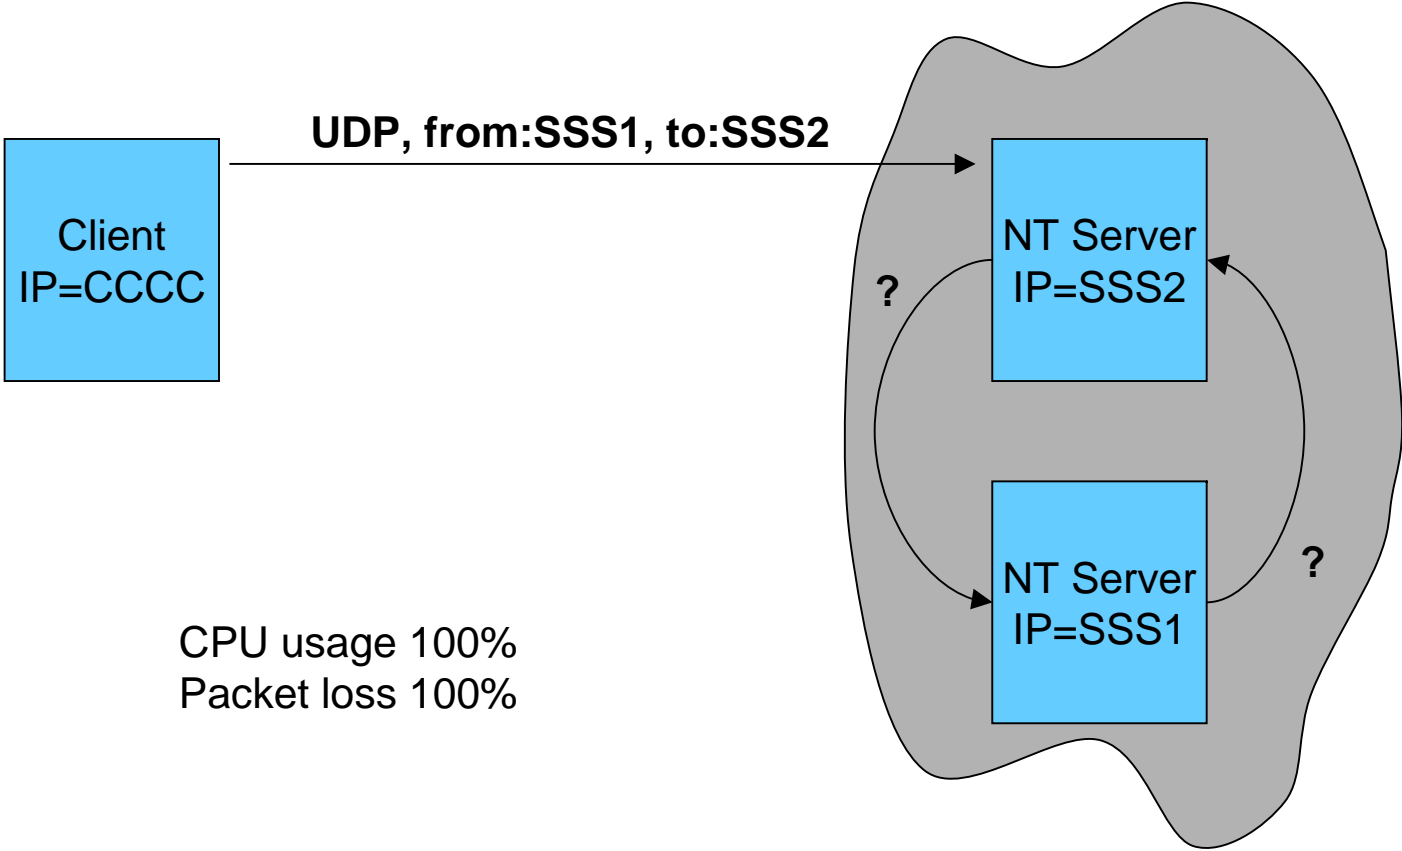 UDP, from:SSS1, to:SSS2
Client
IP=CCCC
NT Server
IP=SSS2
?
NT Server
IP=SSS1
?
CPU usage 100%
Packet loss 100%